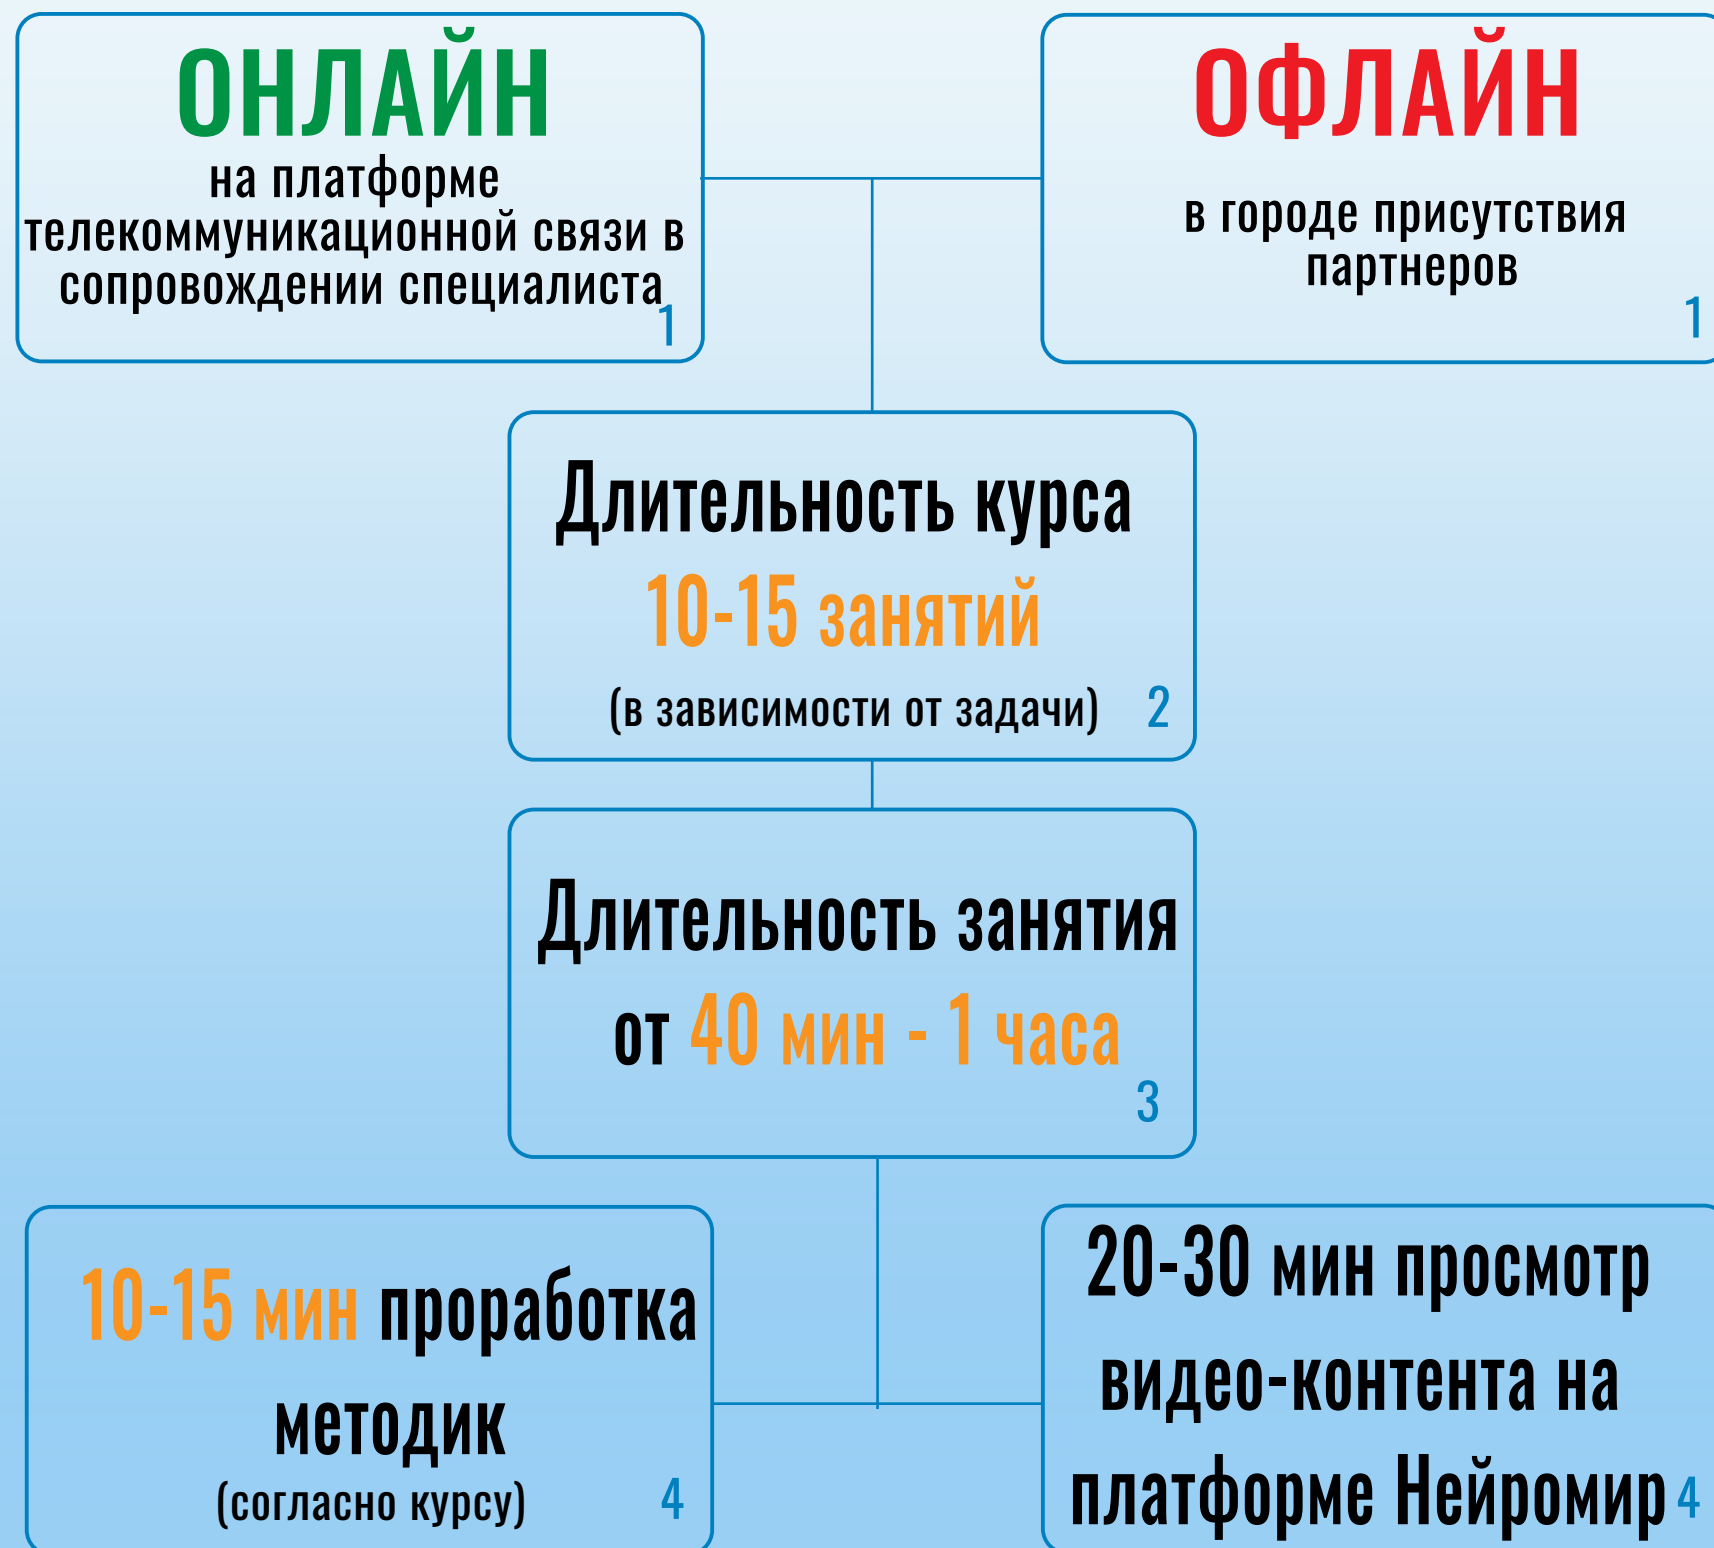 ОНЛАЙН
на платформе
телекоммуникационной связи в
сопровождении специалиста
1
ОФЛАЙН
в городе присутствия
партнеров
1
Длительность курса
10-15 занятий
(в зависимости от задачи)
2
Длительность занятия
от 40 мин - 1 часа
3
10-15 мин проработка
методик
(согласно курсу)
4
20-30 мин просмотр
видео-контента на
платформе Нейромир
4